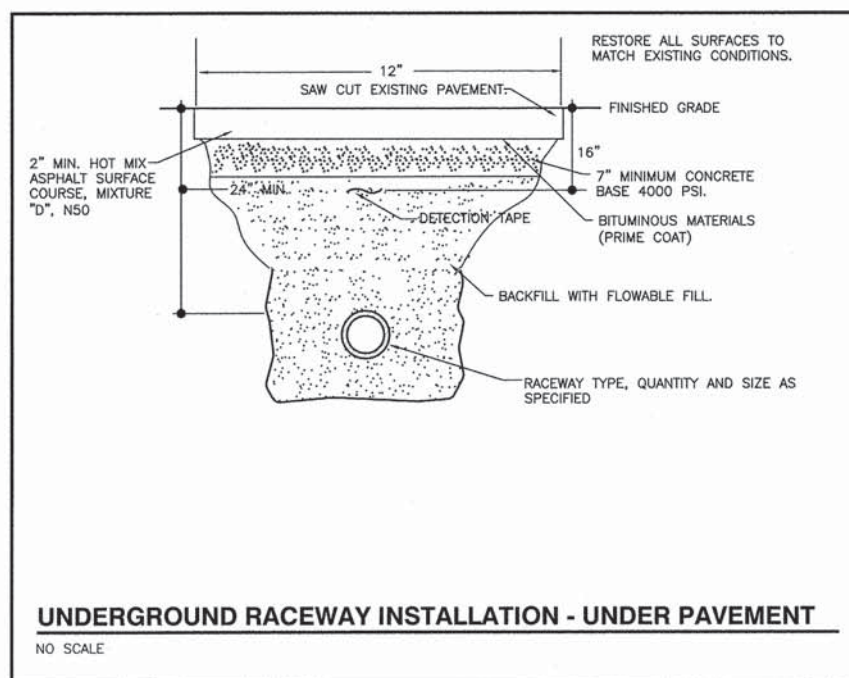 RESTORE ALL SURFACES TO
MATCH EXISTING CONDITIONS.
12"
SAW CUT EXISTING PAVEMENT.
FINISHED GRADE
16"
2" MIN. HOT MIX
ASPHALT SURFACE
COURSE, MIXTURE
"D", N50
7" MINIMUM CONCRETE
BASE 4000 PSI.
24" MIN.
DETECTION TAPE
BITUMINOUS MATERIALS
(PRIME COAT)
BACKFILL WITH FLOWABLE FILL.
RACEWAY TYPE, QUANTITY AND SIZE AS
SPECIFIED
UNDERGROUND RACEWAY INSTALLATION - UNDER PAVEMENT
NO SCALE